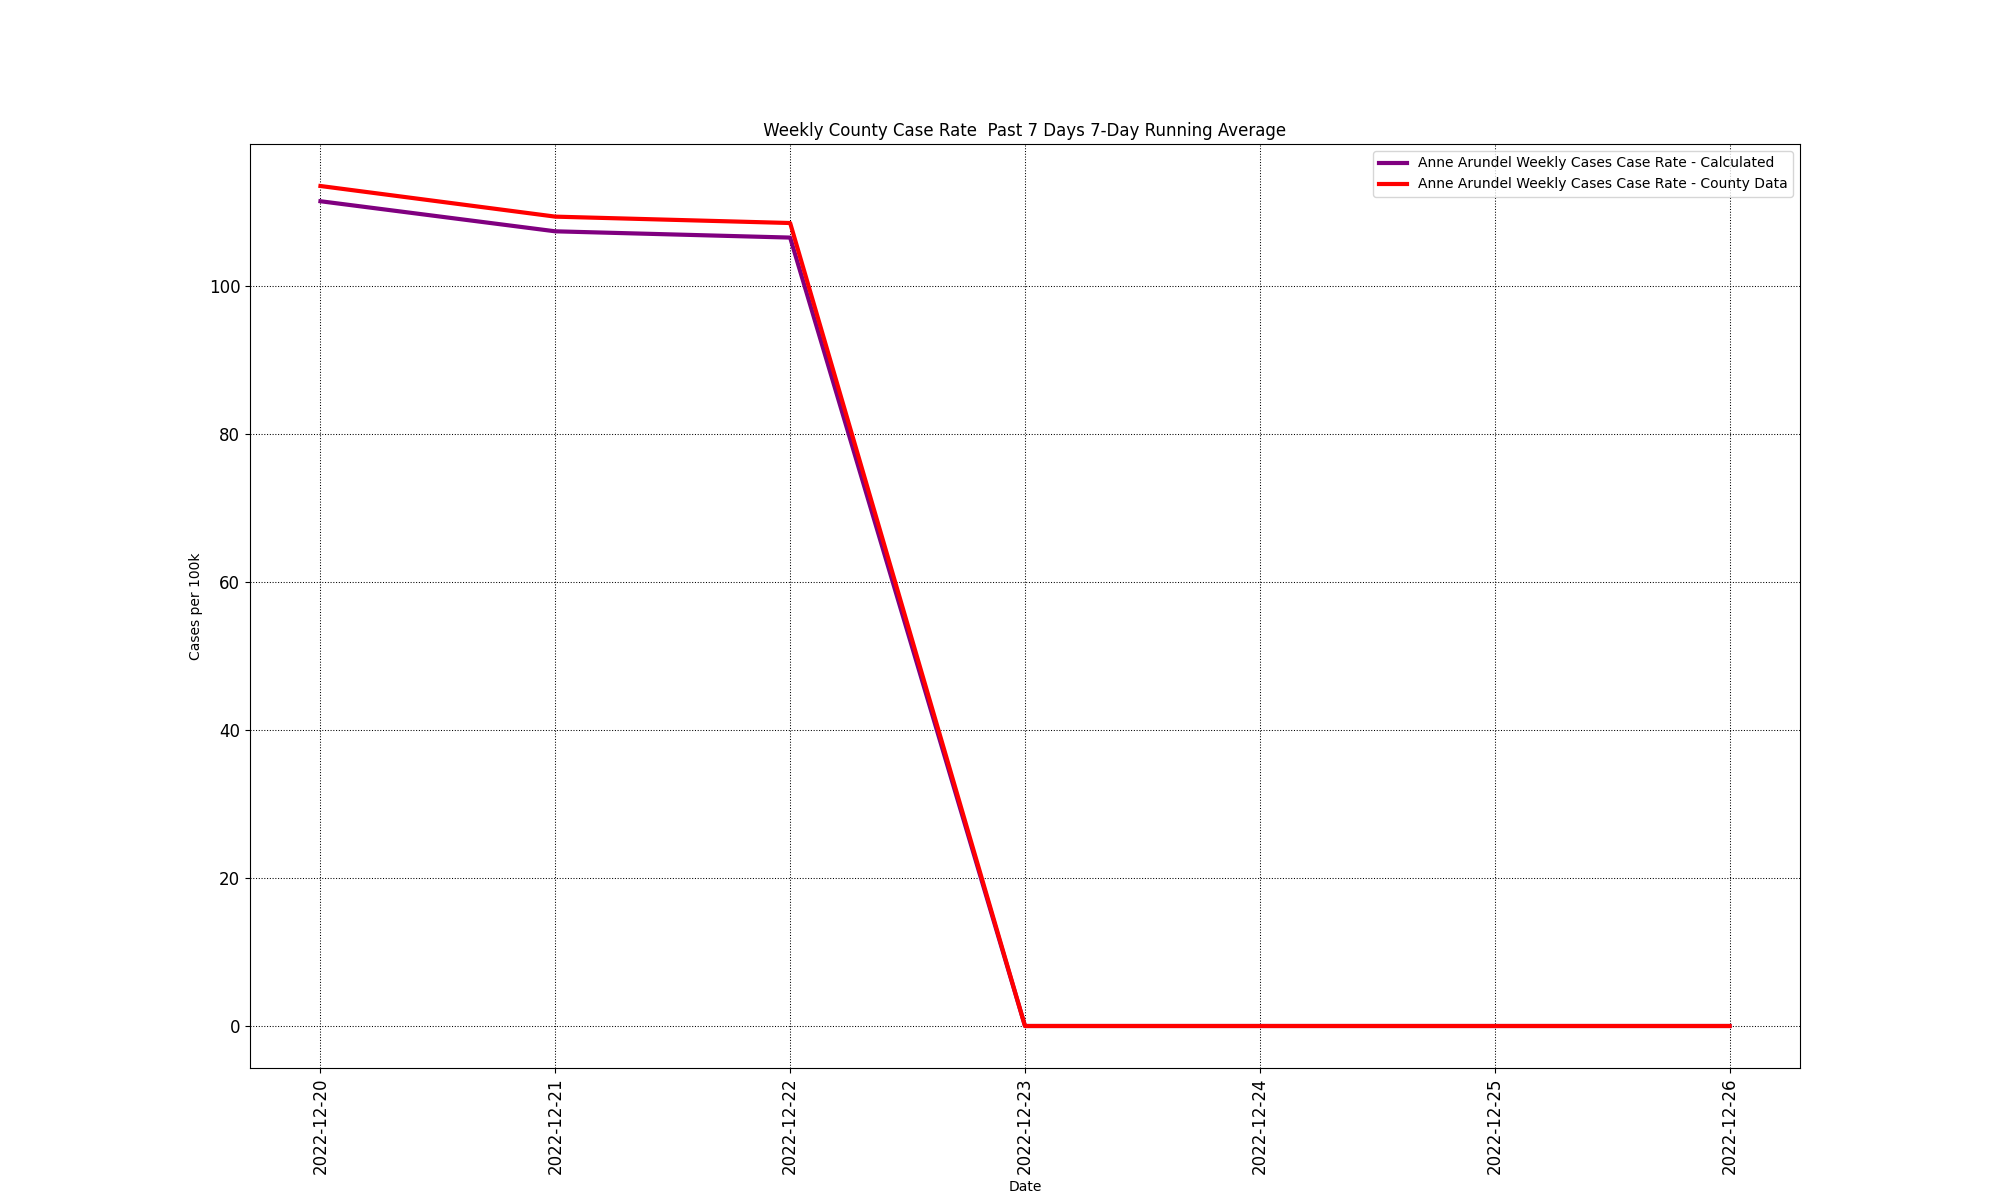 Weekly County Case Rate  Past 7 Days 7-Day Running Average
Anne Arundel Weekly Cases Case Rate - Calculated
Anne Arundel Weekly Cases Case Rate - County Data
100
80
60
40
20
0
Cases per 100k
2022-12-20
2022-12-21
2022-12-22
2022-12-23
2022-12-24
2022-12-25
2022-12-26
Date